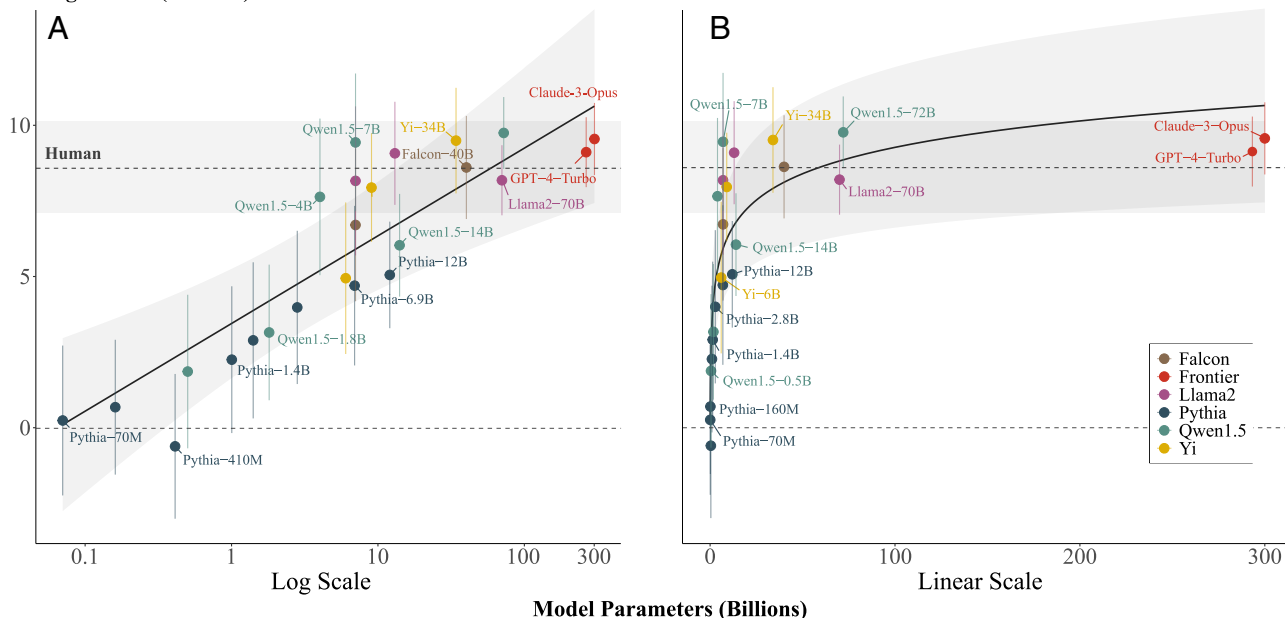 A
B
10
5
0
Human
Claude−3−Opus
Qwen1.5−7B
Yi−34B
Falcon−40B
GPT−4−Turbo
Llama2−70B
Qwen1.5−4B
Qwen1.5−14B
Pythia−12B
Pythia−6.9B
Qwen1.5−1.8B
Pythia−1.4B
Pythia−70M
Pythia−410M
0.1
1
10
100
300
Log Scale
Qwen1.5−7B
Yi−34B
Qwen1.5−72B
Claude−3−Opus
GPT−4−Turbo
Llama2−70B
Qwen1.5−14B
Pythia−12B
Yi−6B
Pythia−2.8B
Pythia−1.4B
Qwen1.5−0.5B
Pythia−160M
Pythia−70M
Falcon
Frontier
Llama2
Pythia
Qwen1.5
Yi
0
100
200
300
Linear Scale
Model Parameters (Billions)